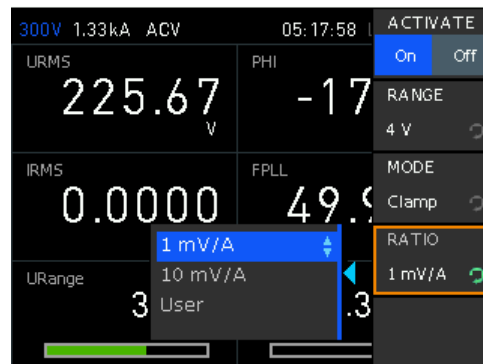 300V 1.33kA ACV 05:17:58
ACTIVATE
On Off
URMS
225.67
V
PHI
-17
RANGE
4 V
IRMS
0.0000
FPLL
49.9
MODE
Clamp
RATIO
1 mV/A
1 mV/A
10 mV/A
User
URange
3
.3